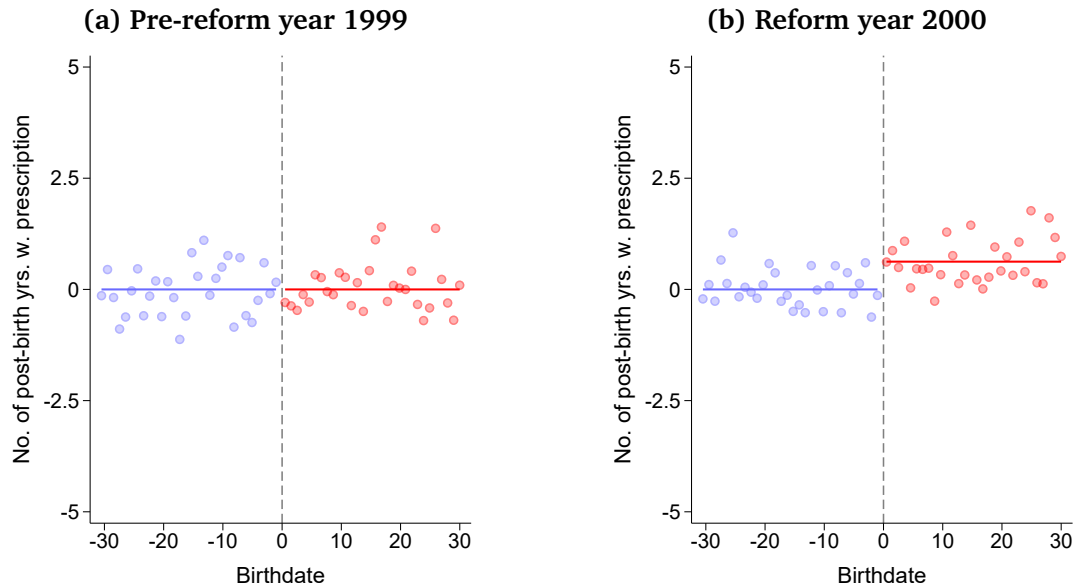 (a) Pre-reform year 1999
No. of post-birth yrs. w. prescription
5
2.5
0
-2.5
-5
-30 -20 -10 0 10 20 30
Birthdate
(b) Reform year 2000
No. of post-birth yrs. w. prescription
5
2.5
0
-2.5
-5
-30 -20 -10 0 10 20 30
Birthdate